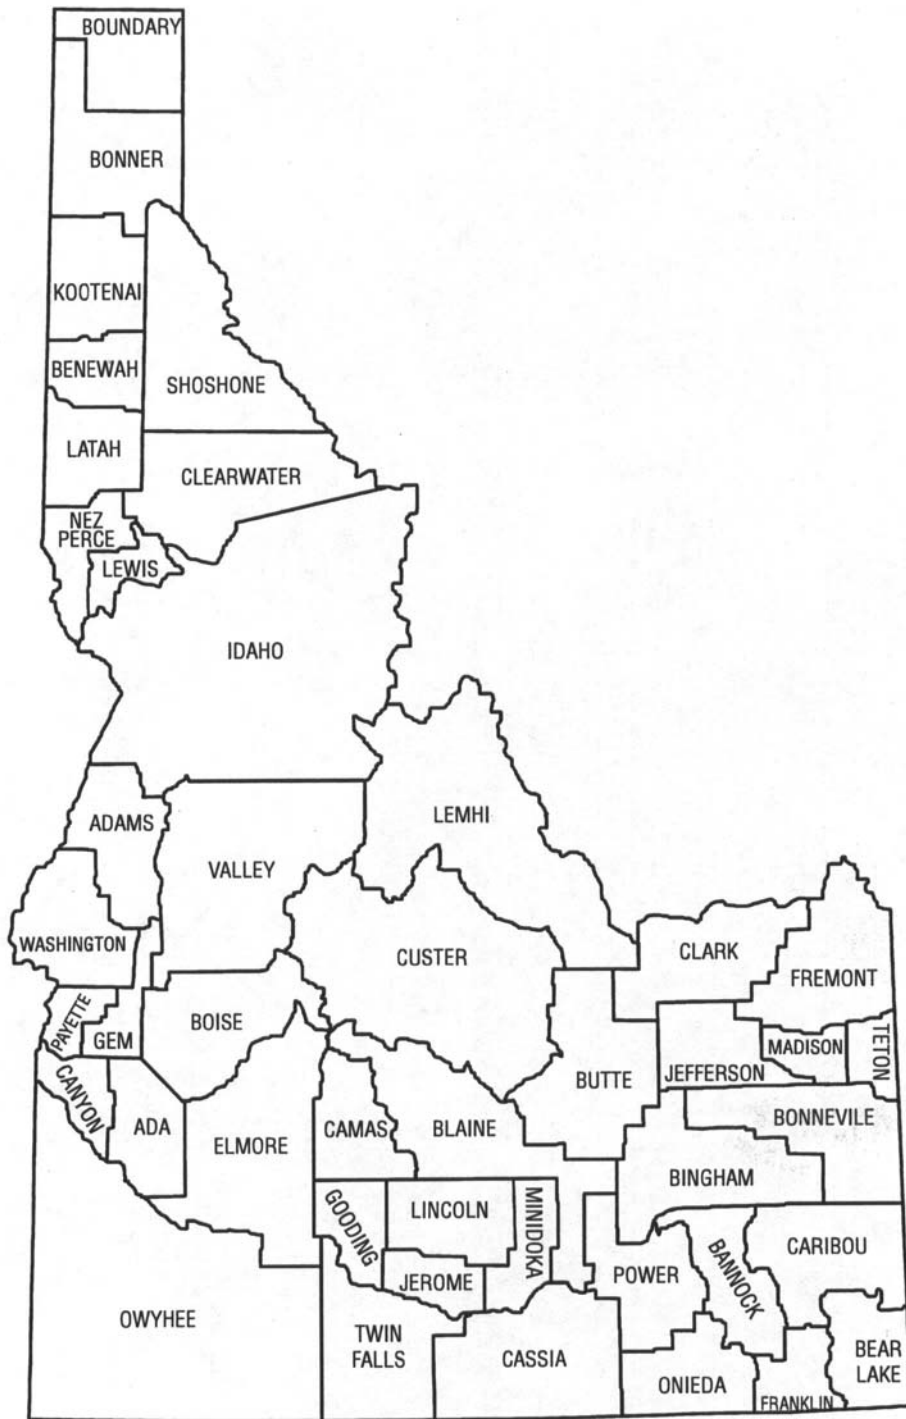 BOUNDARY
BONNER
KOOTENAI
BENEWAH
SHOSHONE
LATAH
CLEARWATER
NEZ
PERCE
LEWIS
IDAHO
LEMHI
ADAMS
VALLEY
WASHINGTON
CUSTER
CLARK
FREMONT
PAYETTE
GEM
BOISE
BUTTE
JEFFERSON
MADISON
TETON
CANYON
ADA
ELMORE
CAMAS
BLAINE
BONNEVILE
BINGHAM
GOODING
LINCOLN
MINIDOKA
JEROME
POWER
BANNOCK
CARIBOU
OWYHEE
TWIN
FALLS
CASSIA
ONIEDA
FRANKLIN
BEAR
LAKE